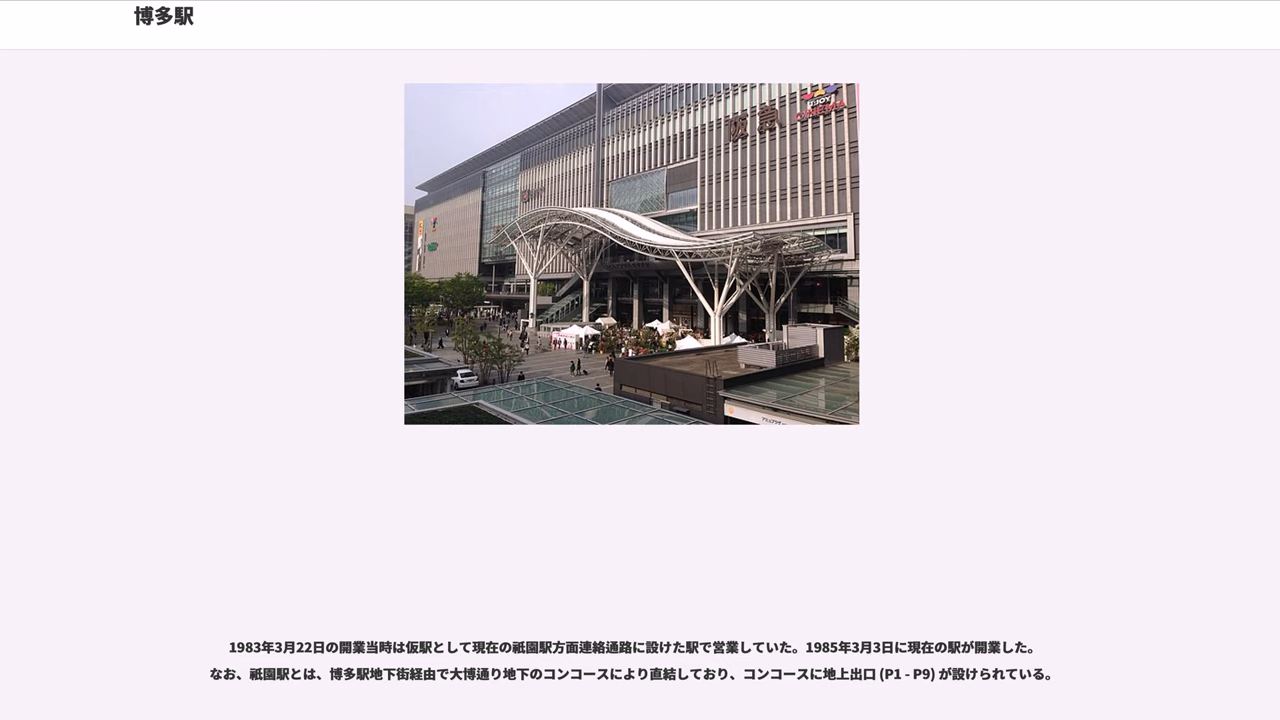 博多駅
ENJOY
CINEMA
阪急
1983年3月22日の開業当時は仮駅として現在の祇園駅方面連絡通路に設けた駅で営業していた。1985年3月3日に現在の駅が開業した。
なお、祇園駅とは、博多駅地下街経由で大博通り地下のコンコースにより直結しており、コンコースに地上出口 (P1 - P9) が設けられている。